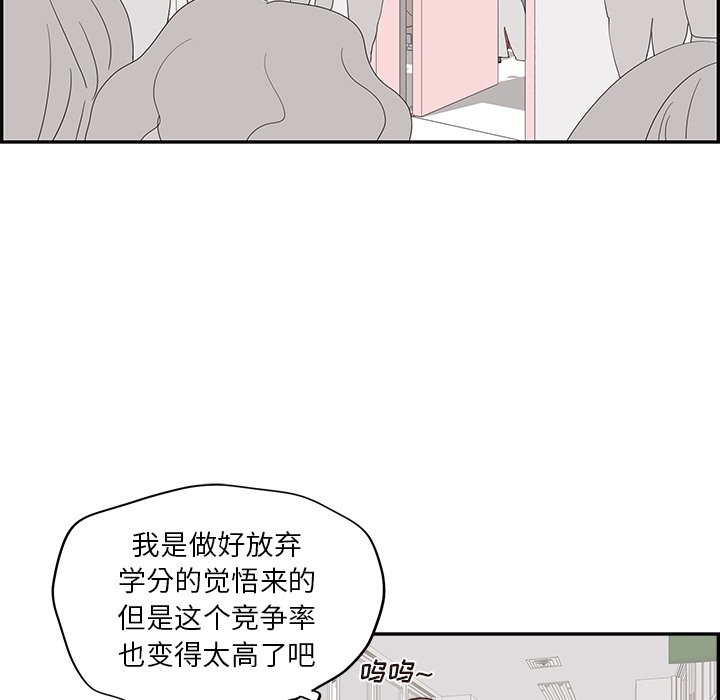 我是做好放弃
学分的觉悟来的
但是这个竞争率
也变得太高了吧
呜呜~